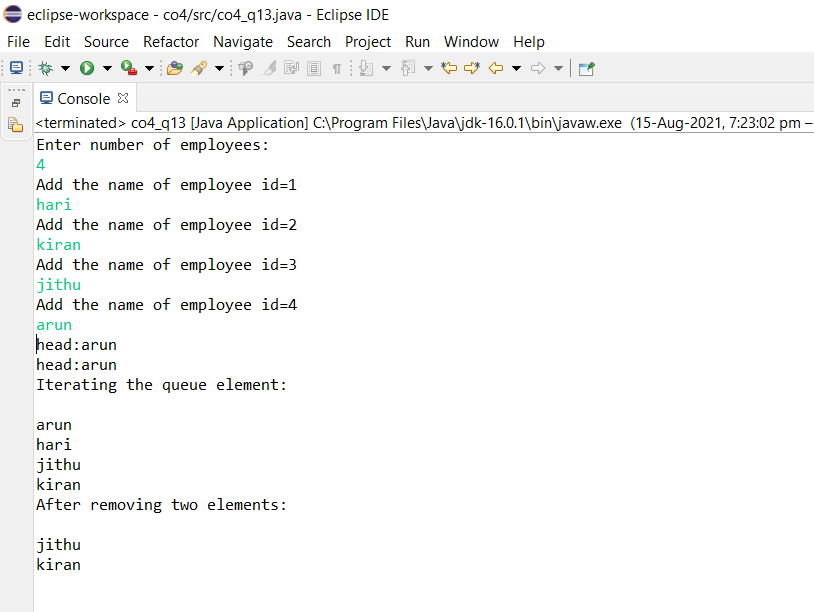 eclipse-workspace - co4/src/co4_q13.java - Eclipse IDE
File Edit Source Refactor Navigate Search Project Run Window Help
Console
<terminated> co4_q13 [Java Application] C:\Program Files\Java\jdk-16.0.1\bin\javaw.exe (15-Aug-2021, 7:23:02 pm –
Enter number of employees:
4
Add the name of employee id=1
hari
Add the name of employee id=2
kiran
Add the name of employee id=3
jithu
Add the name of employee id=4
arun
head:arun
head:arun
Iterating the queue element:
arun
hari
jithu
kiran
After removing two elements:
jithu
kiran